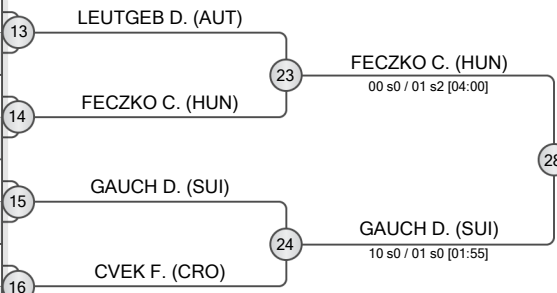 LEUTGEB D. (AUT)
13
23
FECZKO C. (HUN)
00 s0 / 01 s2 [04:00]
FECZKO C. (HUN)
14
28
GAUCH D. (SUI)
15
24
GAUCH D. (SUI)
10 s0 / 01 s0 [01:55]
CVEK F. (CRO)
16